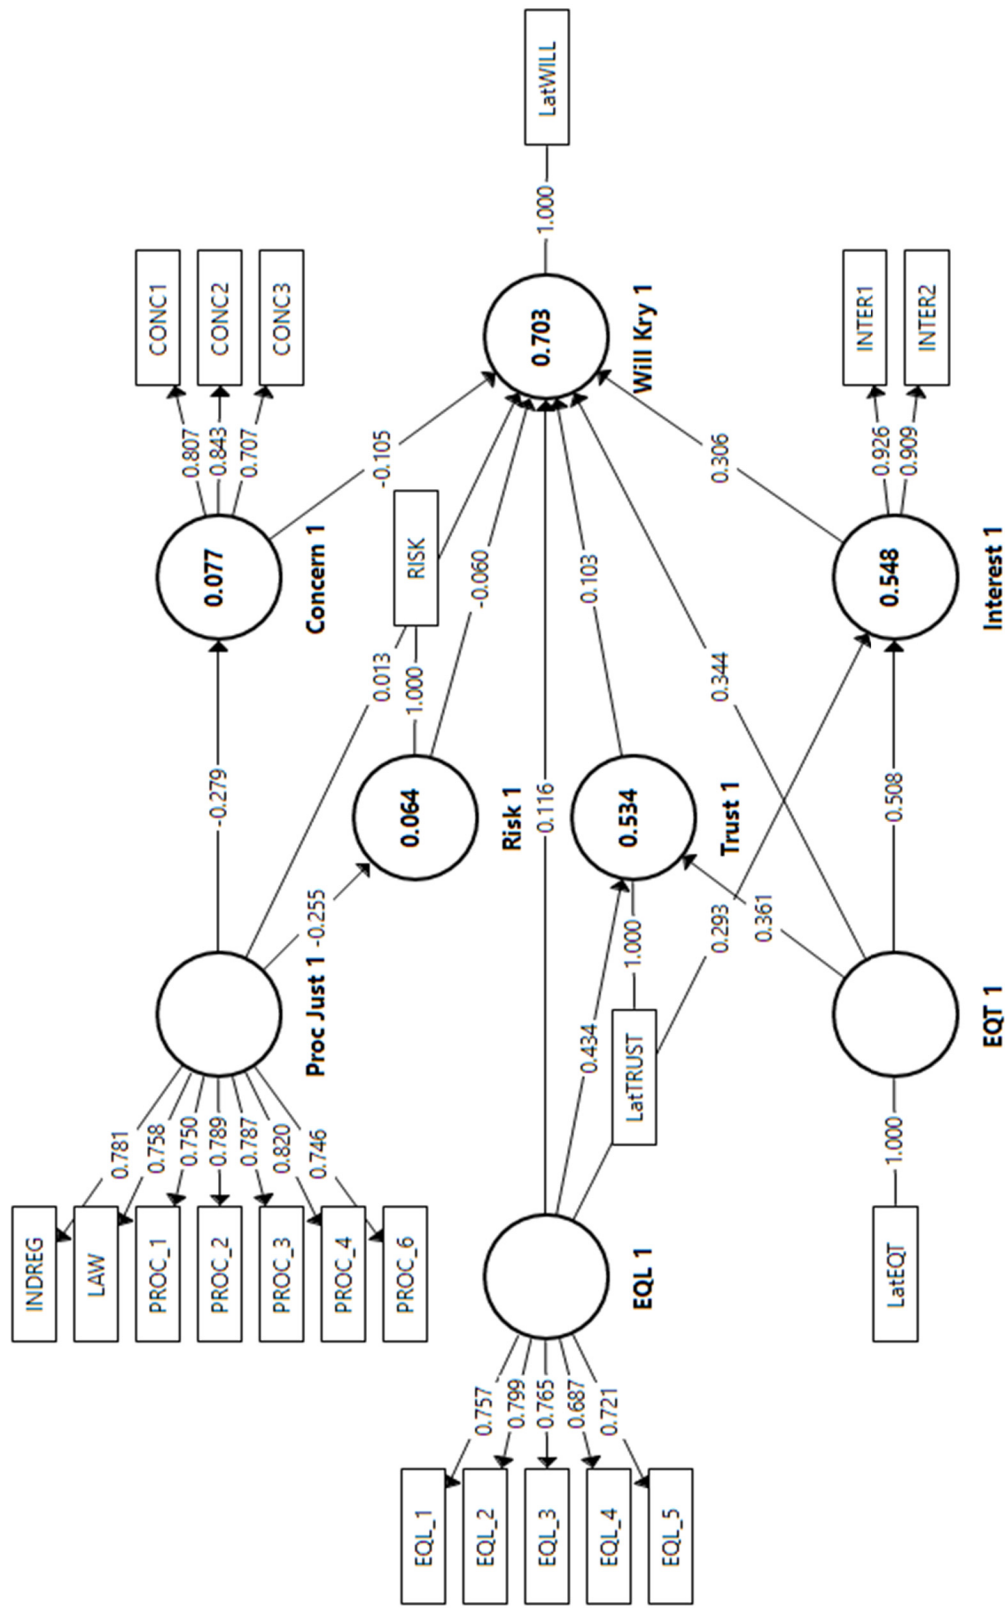 EQL_1
EQL_2
EQL_3
EQL_4
EQL_5
0.757
0.799
0.765
0.687
0.721
EQL 1
INDREG
LAW
PROC_1
PROC_2
PROC_3
PROC_4
PROC_6
0.781
0.758
0.750
0.789
0.787
0.820
0.746
Proc Just 1
LatEQT
1.000
EQT 1
-0.279
-0.255
0.013
0.434
0.116
LatTRUST
1.000
0.293
0.361
0.344
0.508
0.064
Risk 1
1.000
RISK
0.534
Trust 1
0.077
Concern 1
0.807
0.843
0.707
CONC1
CONC2
CONC3
-0.105
-0.060
0.103
0.306
0.548
Interest 1
0.926
0.909
INTER1
INTER2
0.703
Will Kry 1
1.000
LatWILL